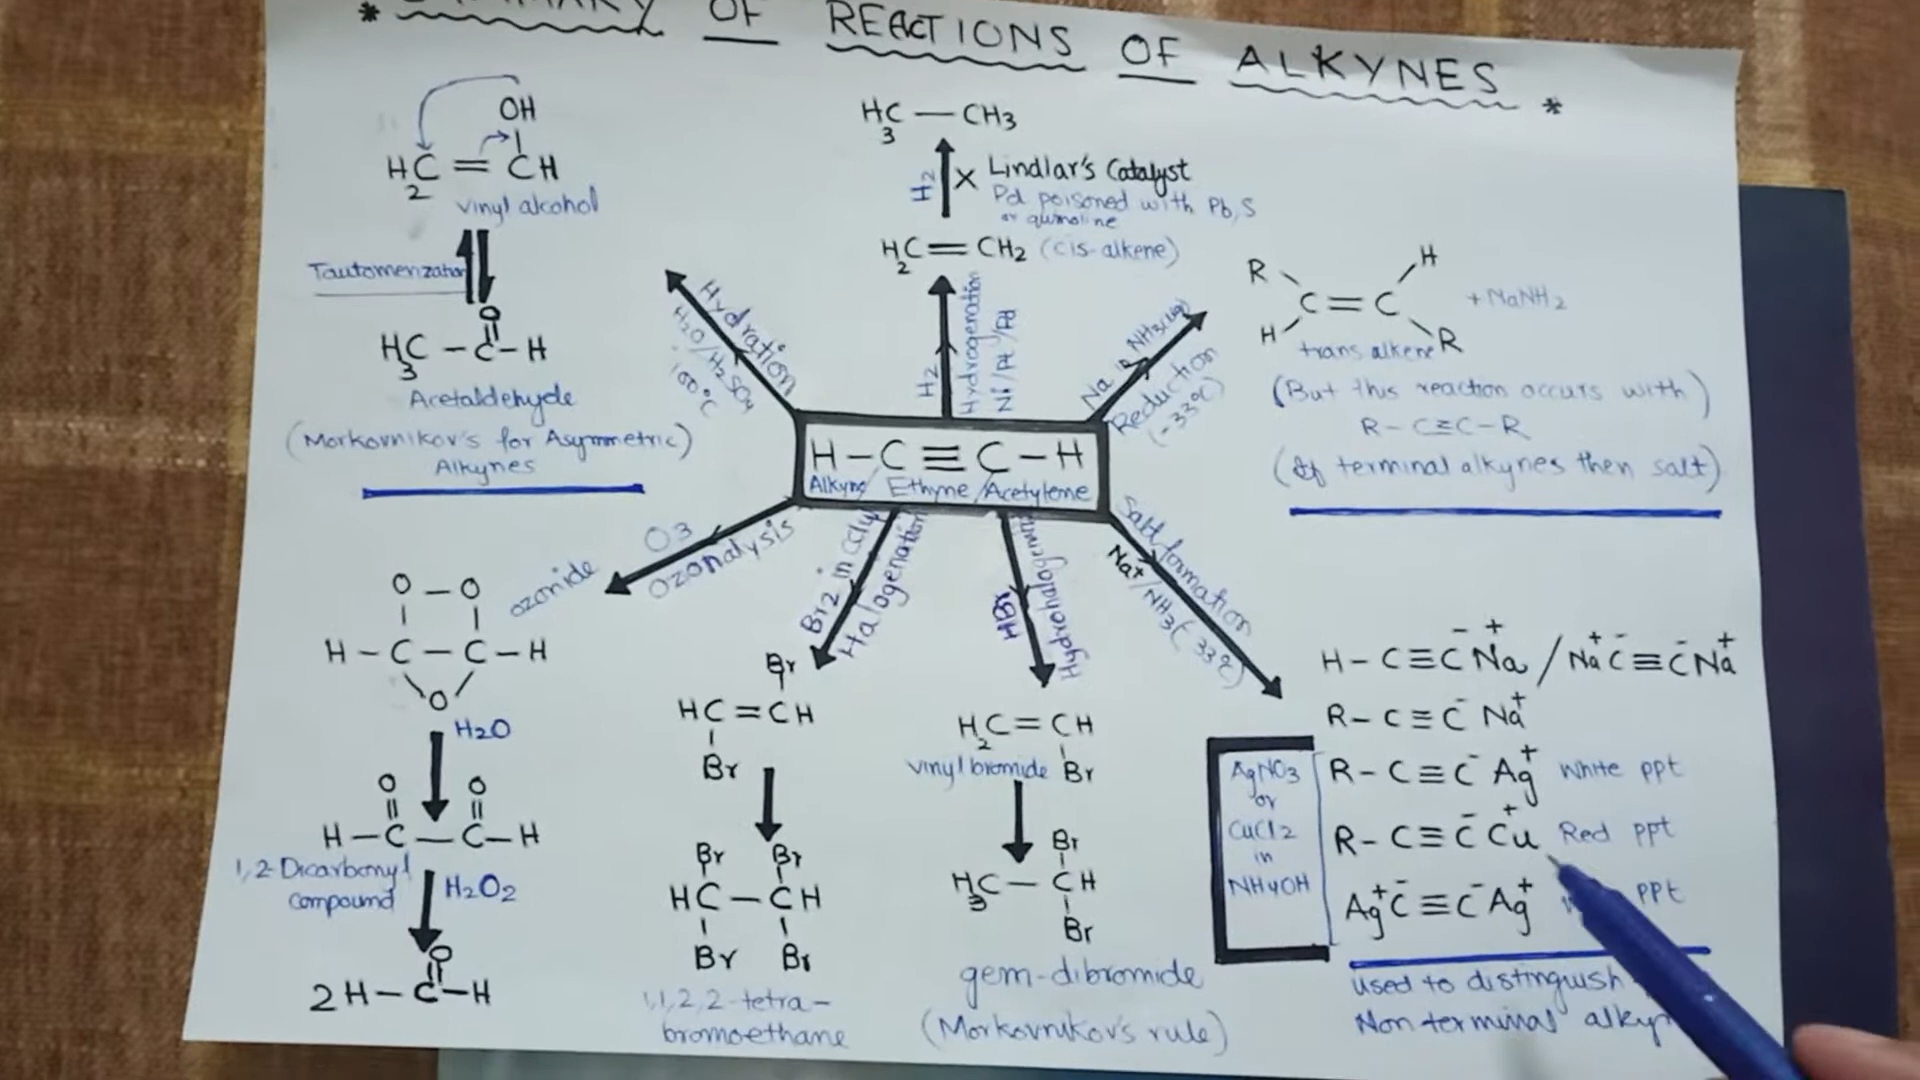 * SUMMARY OF REACTIONS OF ALKYNES *
OH
H2C = CH
vinyl alcohol
Tautomerization
O
H3C - C - H
Acetaldehyde
(Morkovnikov's for Asymmetric)
Alkynes
Hydration
H2O/H2SO4
100°C
H3C — CH3
H2 X Lindlar's Catalyst
Pd poisoned with Pb, S
or quinoline
H2C = CH2 (cis-alkene)
H2
Hydrogenation
Ni/Pt/Pd
Na in NH3(liq)
Reduction
(-33°C)
R H
C = C + NaNH2
H R
trans alkene
(But this reaction occurs with)
R - C≡C - R
(If terminal alkynes then salt)
H - C ≡ C - H
Alkyne/Ethyne/Acetylene
O3
Ozonalysis
ozonide
O - O
H - C - C - H
O
H2O
O O
H - C - C - H
1,2-Dicarbonyl
Compound
H2O2
O
2H - C - H
Br2 in CCl4
Halogenation
Br
HC = CH
Br
Br Br
HC - CH
Br Br
1,1,2,2-tetra-
bromoethane
HBr
H2C = CH
vinyl bromide Br
Br
H3C - CH
Br
gem-dibromide
(Morkovnikov's rule)
Salt formation
Na+/NH3( 33°C)
H - C≡C- Na+ / Na+ C-≡C- Na+
R - C≡C- Na+
AgNO3
or
CuCl2
in
NH4OH
R - C≡C- Ag+ White ppt
R - C≡C- Cu+ Red ppt
Ag+ C-≡C- Ag+ ppt
used to distinguish
Non terminal